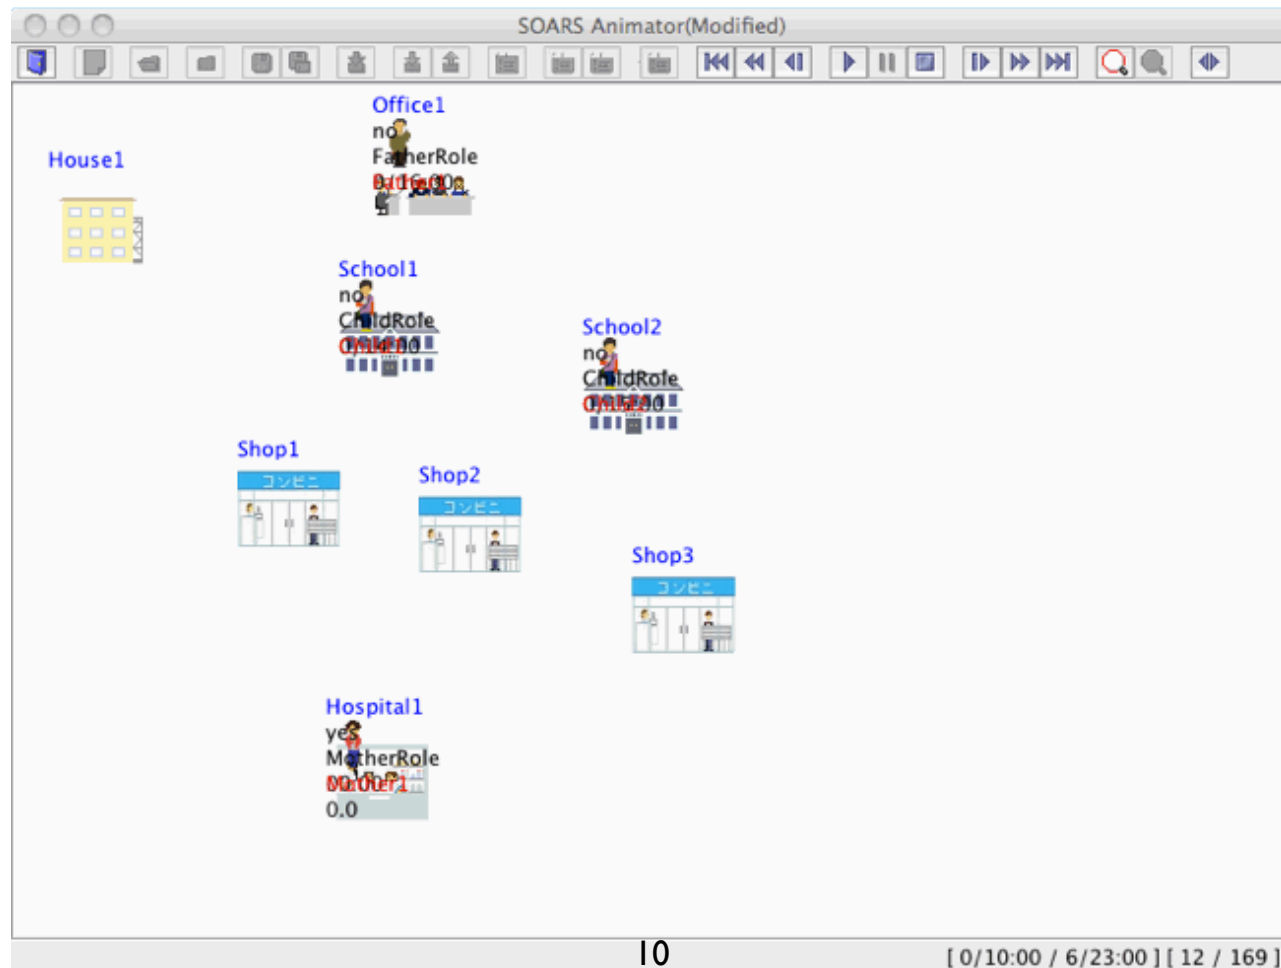 SOARS Animator(Modified)
Office1
no
FatherRole
House1
School1
no
ChildRole
School2
no
ChildRole
Shop1
コンビニ
Shop2
コンビニ
Shop3
コンビニ
Hospital1
yes
MotherRole
0.0
10
[ 0/10:00 / 6/23:00 ] [ 12 / 169 ]